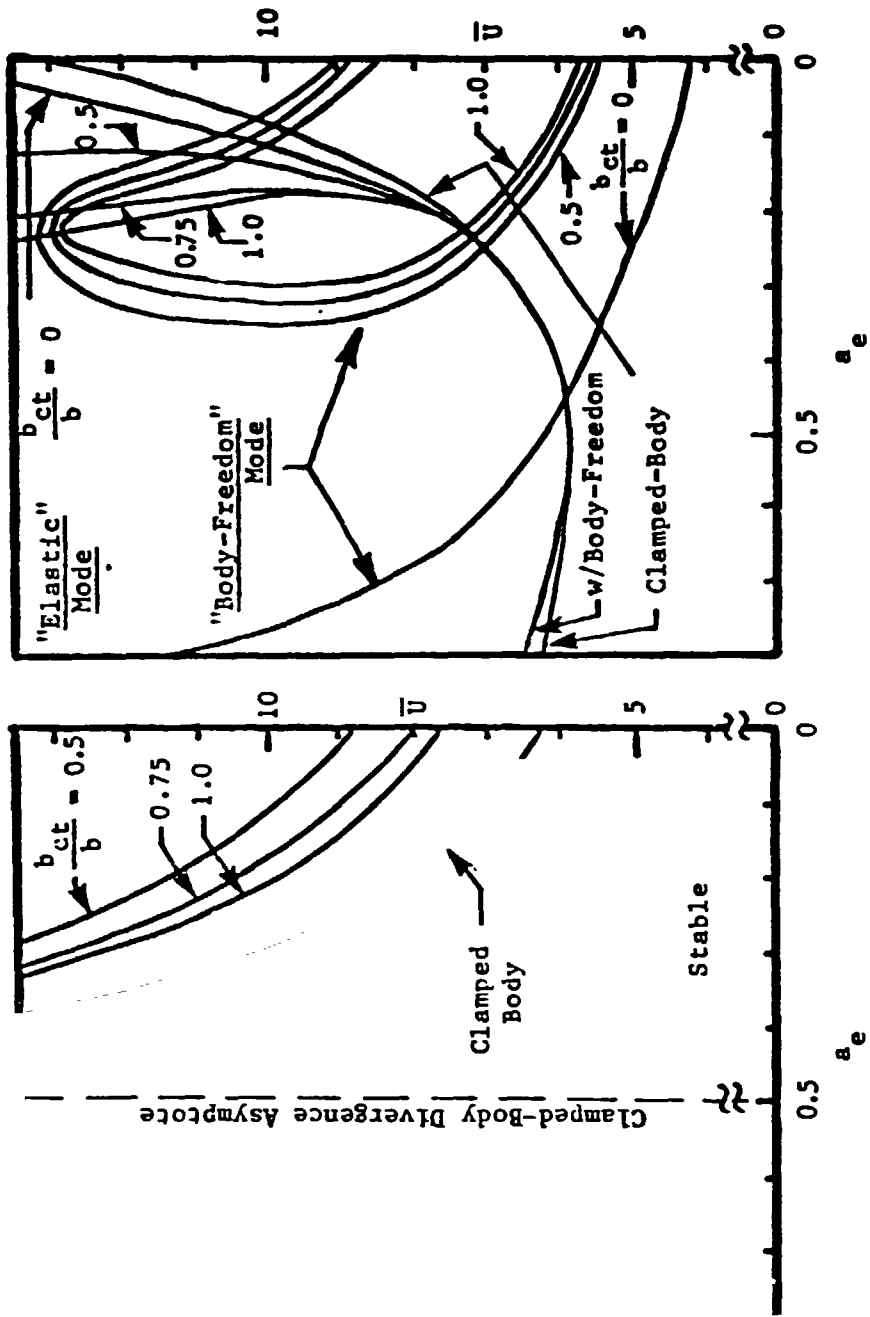 b_ct/b = 0.5
0.75
1.0
10
U̅
5
0
Clamped
Body
Stable
Clamped-Body Divergence Asymptote
0.5
a_e
"Elastic"
Mode
b_ct/b = 0
0.5
0.75
1.0
10
U̅
5
0
"Body-Freedom"
Mode
1.0
0.5
b_ct/b = 0
w/Body-Freedom
Clamped-Body
0.5
a_e